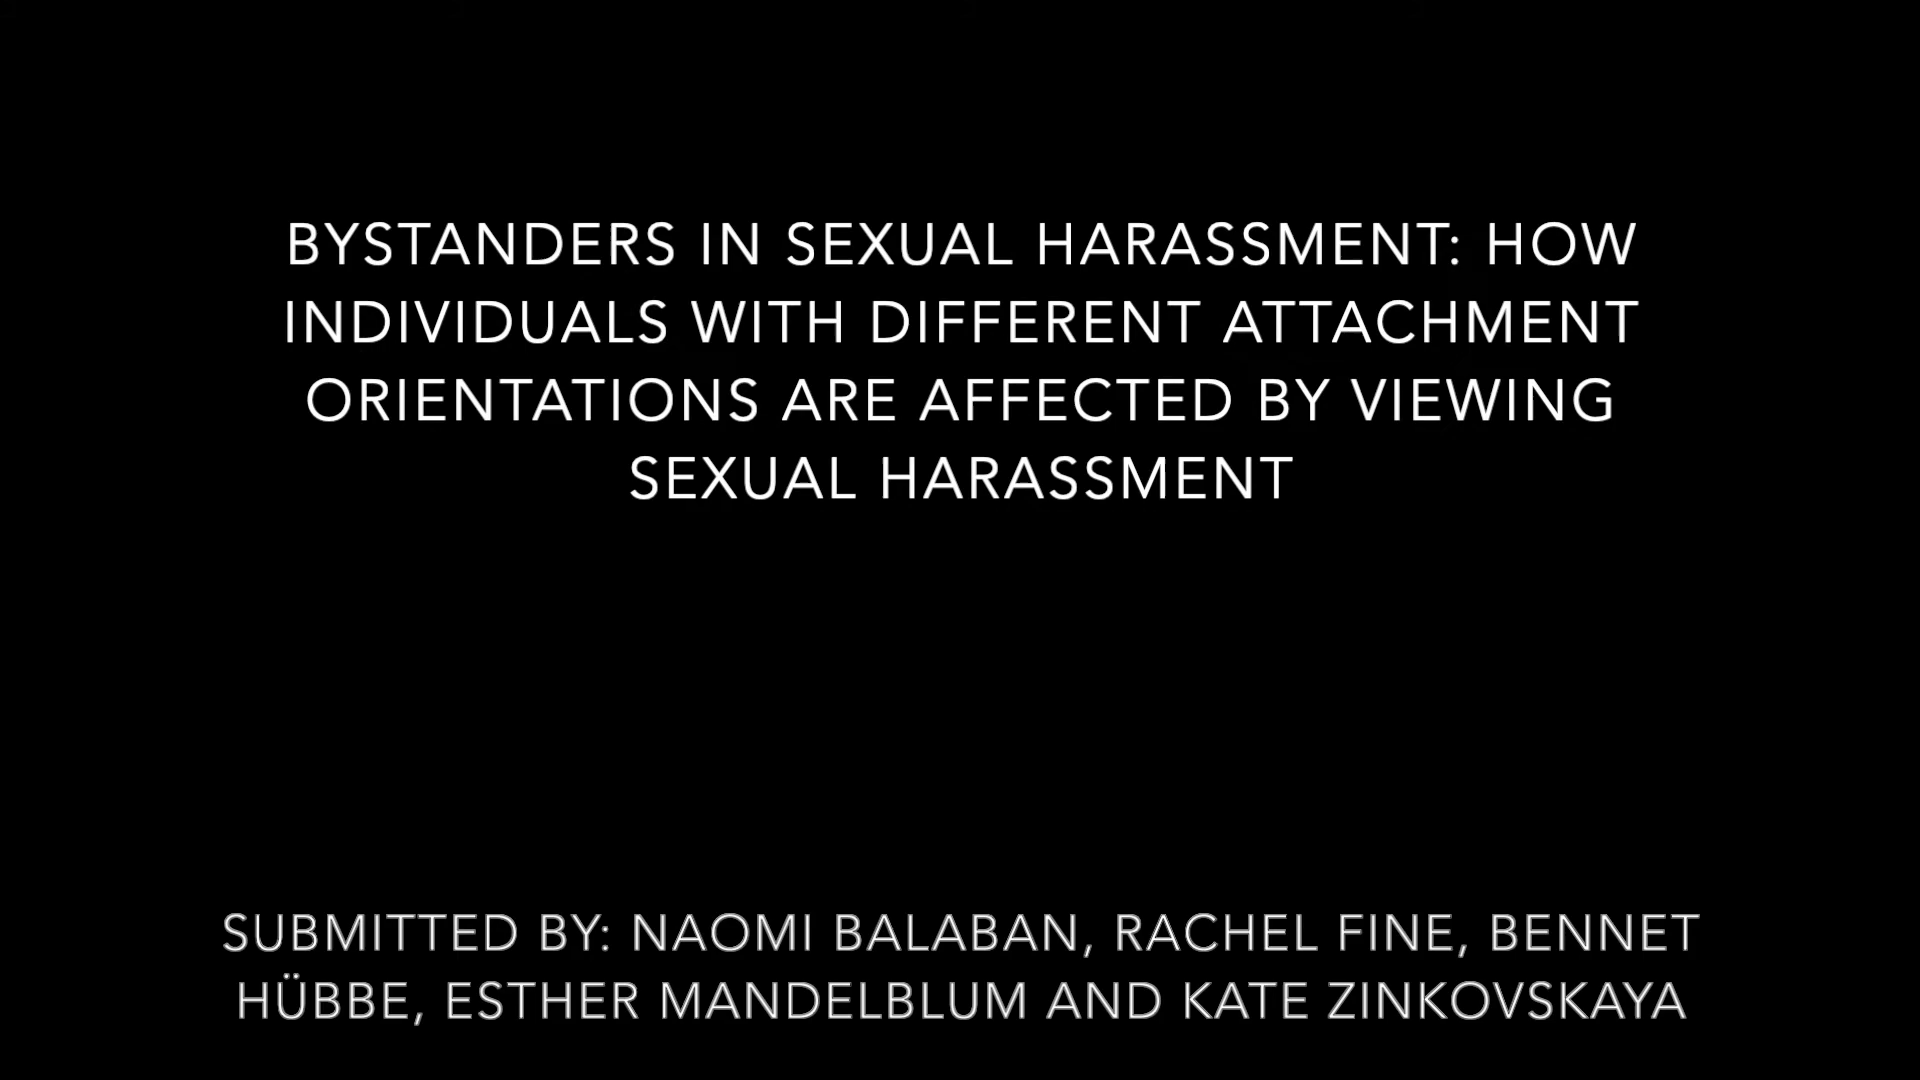 BYSTANDERS IN SEXUAL HARASSMENT: HOW
INDIVIDUALS WITH DIFFERENT ATTACHMENT
ORIENTATIONS ARE AFFECTED BY VIEWING
SEXUAL HARASSMENT
SUBMITTED BY: NAOMI BALABAN, RACHEL FINE, BENNET
HÜBBE, ESTHER MANDELBLUM AND KATE ZINKOVSKAYA